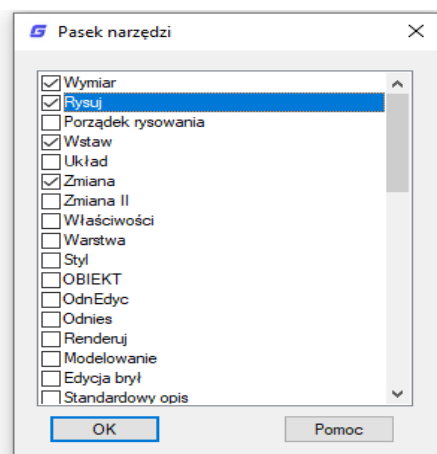 Pasek narzędzi
Wymiar
Rysuj
Porządek rysowania
Wstaw
Układ
Zmiana
Zmiana II
Właściwości
Warstwa
Styl
OBIEKT
OdnEdyc
Odnies
Renderuj
Modelowanie
Edycja brył
Standardowy opis
OK Pomoc